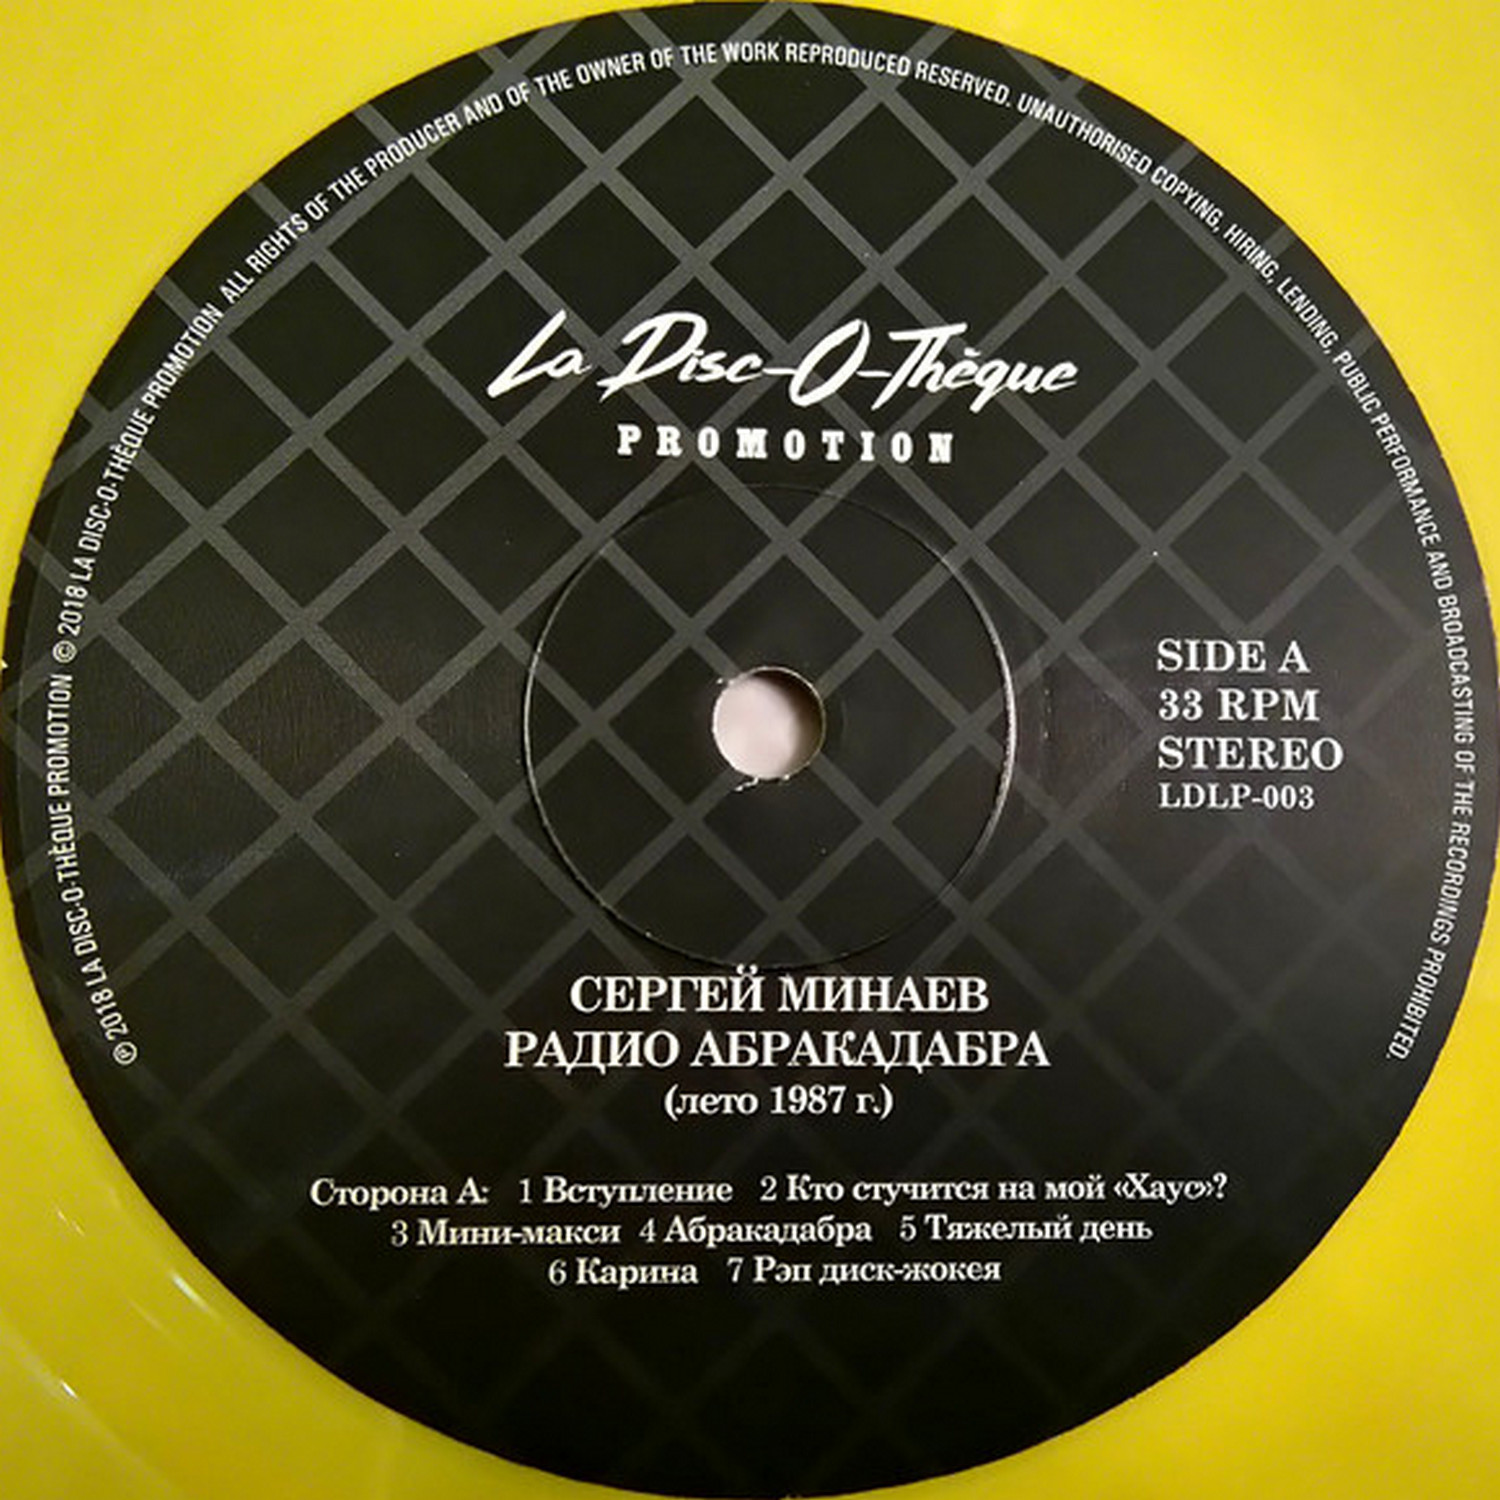 ℗ 2018 LA DISC-O-THÈQUE PROMOTION © 2018 LA DISC-O-THÈQUE PROMOTION ALL RIGHTS OF THE PRODUCER AND OF THE OWNER OF THE WORK REPRODUCED RESERVED. UNAUTHORISED COPYING, HIRING, LENDING, PUBLIC PERFORMANCE AND BROADCASTING OF THE RECORDINGS PROHIBITED.
La Disc-O-Thèque
PROMOTION
SIDE A
33 RPM
STEREO
LDLP-003
СЕРГЕЙ МИНАЕВ
РАДИО АБРАКАДАБРА
(лето 1987 г.)
Сторона А: 1 Вступление 2 Кто стучится на мой «Хаус»?
3 Мини-макси 4 Абракадабра 5 Тяжелый день
6 Карина 7 Рэп диск-жокея